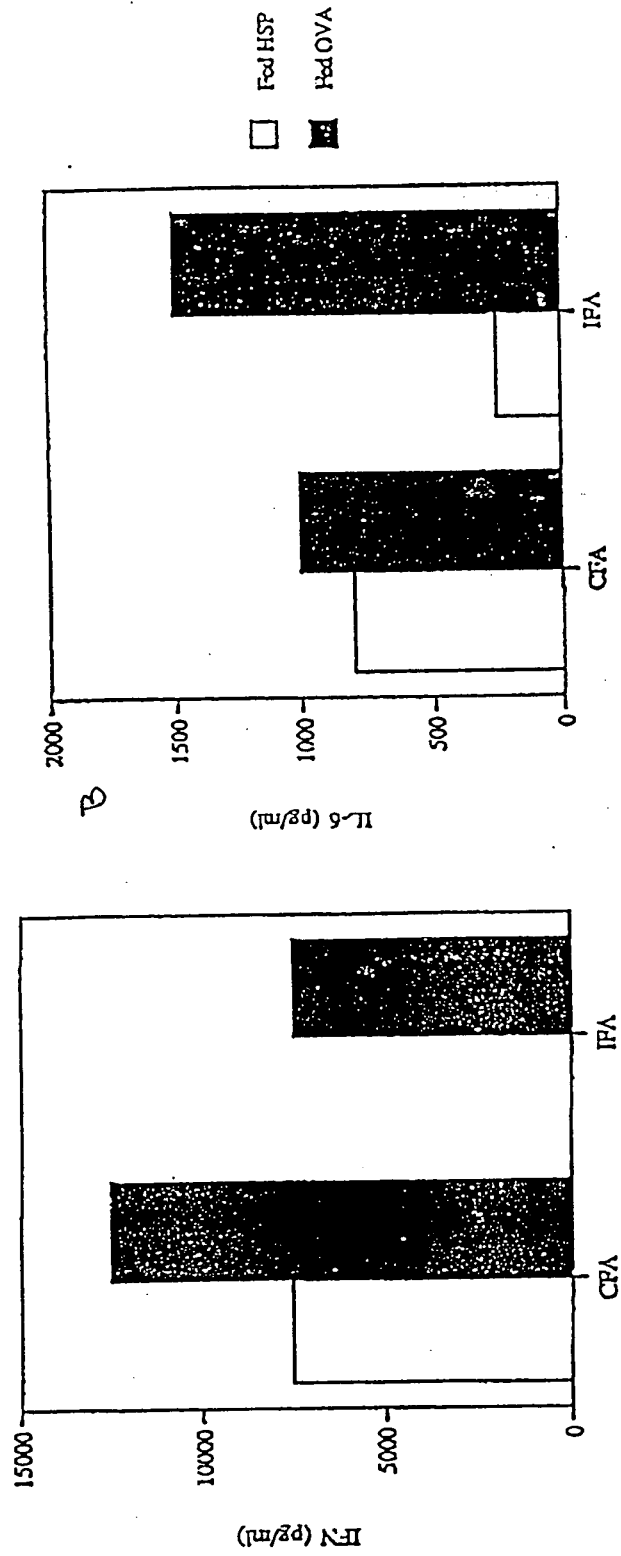 15000
10000
5000
0
IFN (pg/ml)
CFA
IFA
B
2000
1500
1000
500
0
IL-6 (pg/ml)
CFA
IFA
Fed HSP
Fed OVA